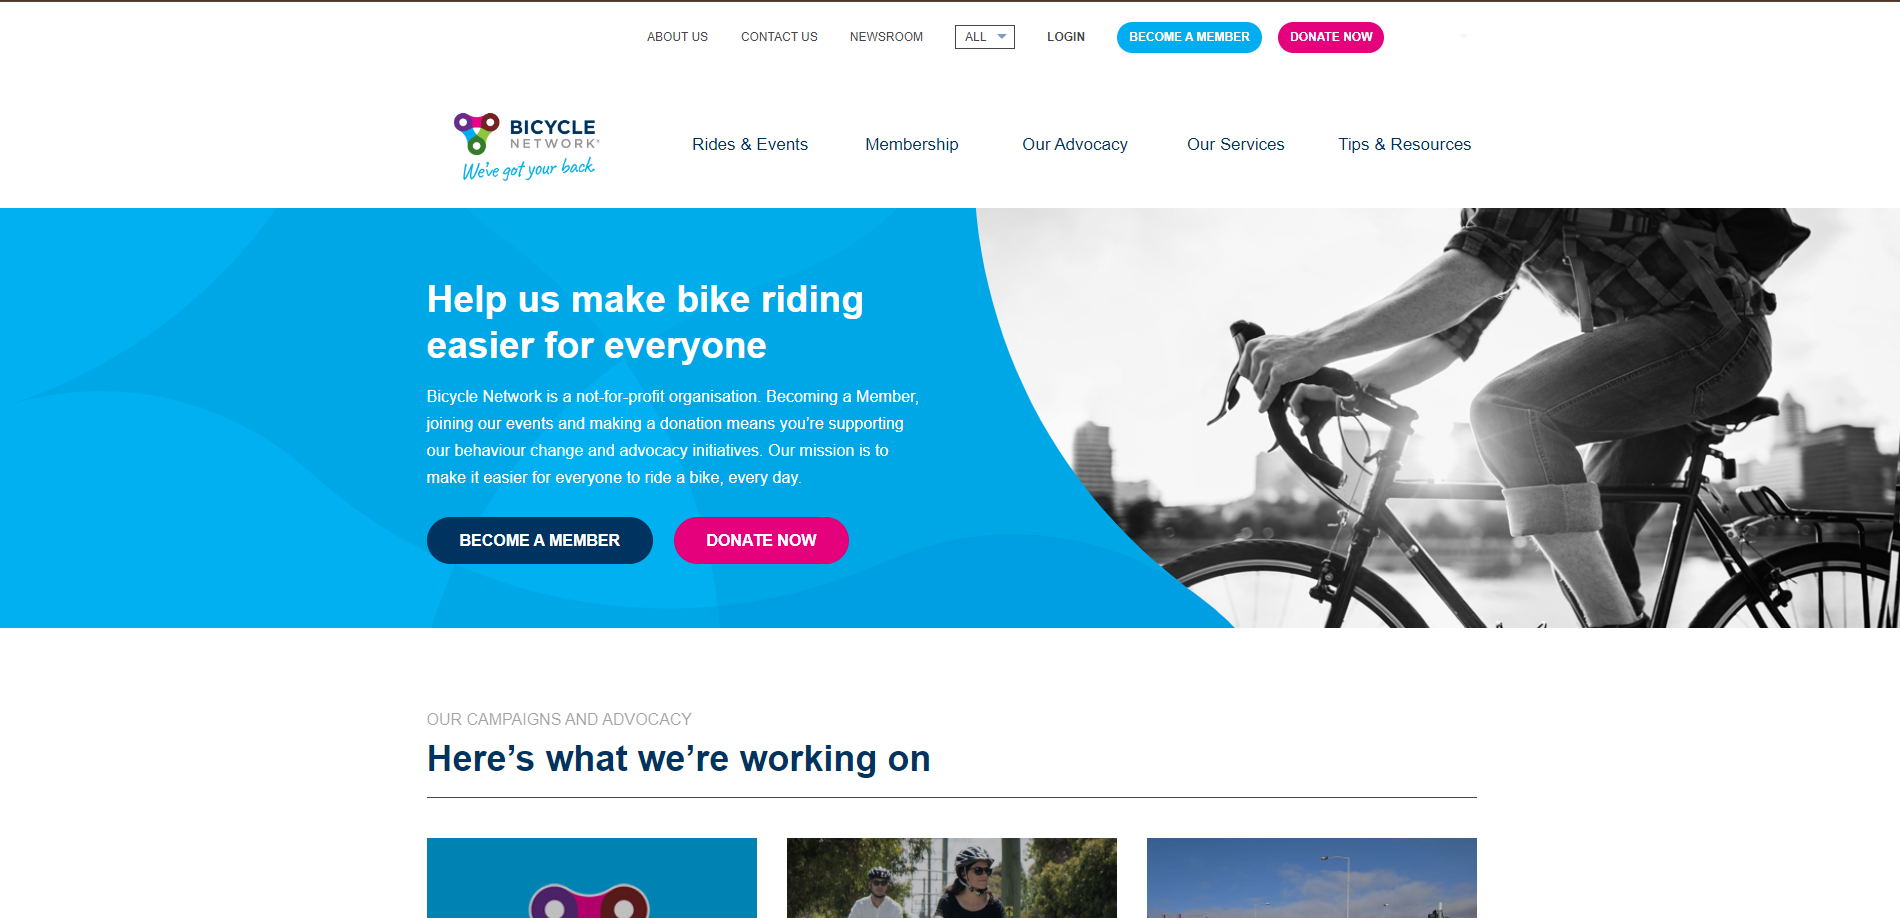 ABOUT US
CONTACT US
NEWSROOM
ALL
LOGIN
BECOME A MEMBER
DONATE NOW
BICYCLE
NETWORK®
We've got your back.
Rides & Events
Membership
Our Advocacy
Our Services
Tips & Resources
Help us make bike riding
easier for everyone
Bicycle Network is a not-for-profit organisation. Becoming a Member,
joining our events and making a donation means you’re supporting
our behaviour change and advocacy initiatives. Our mission is to
make it easier for everyone to ride a bike, every day.
BECOME A MEMBER
DONATE NOW
OUR CAMPAIGNS AND ADVOCACY
Here’s what we’re working on